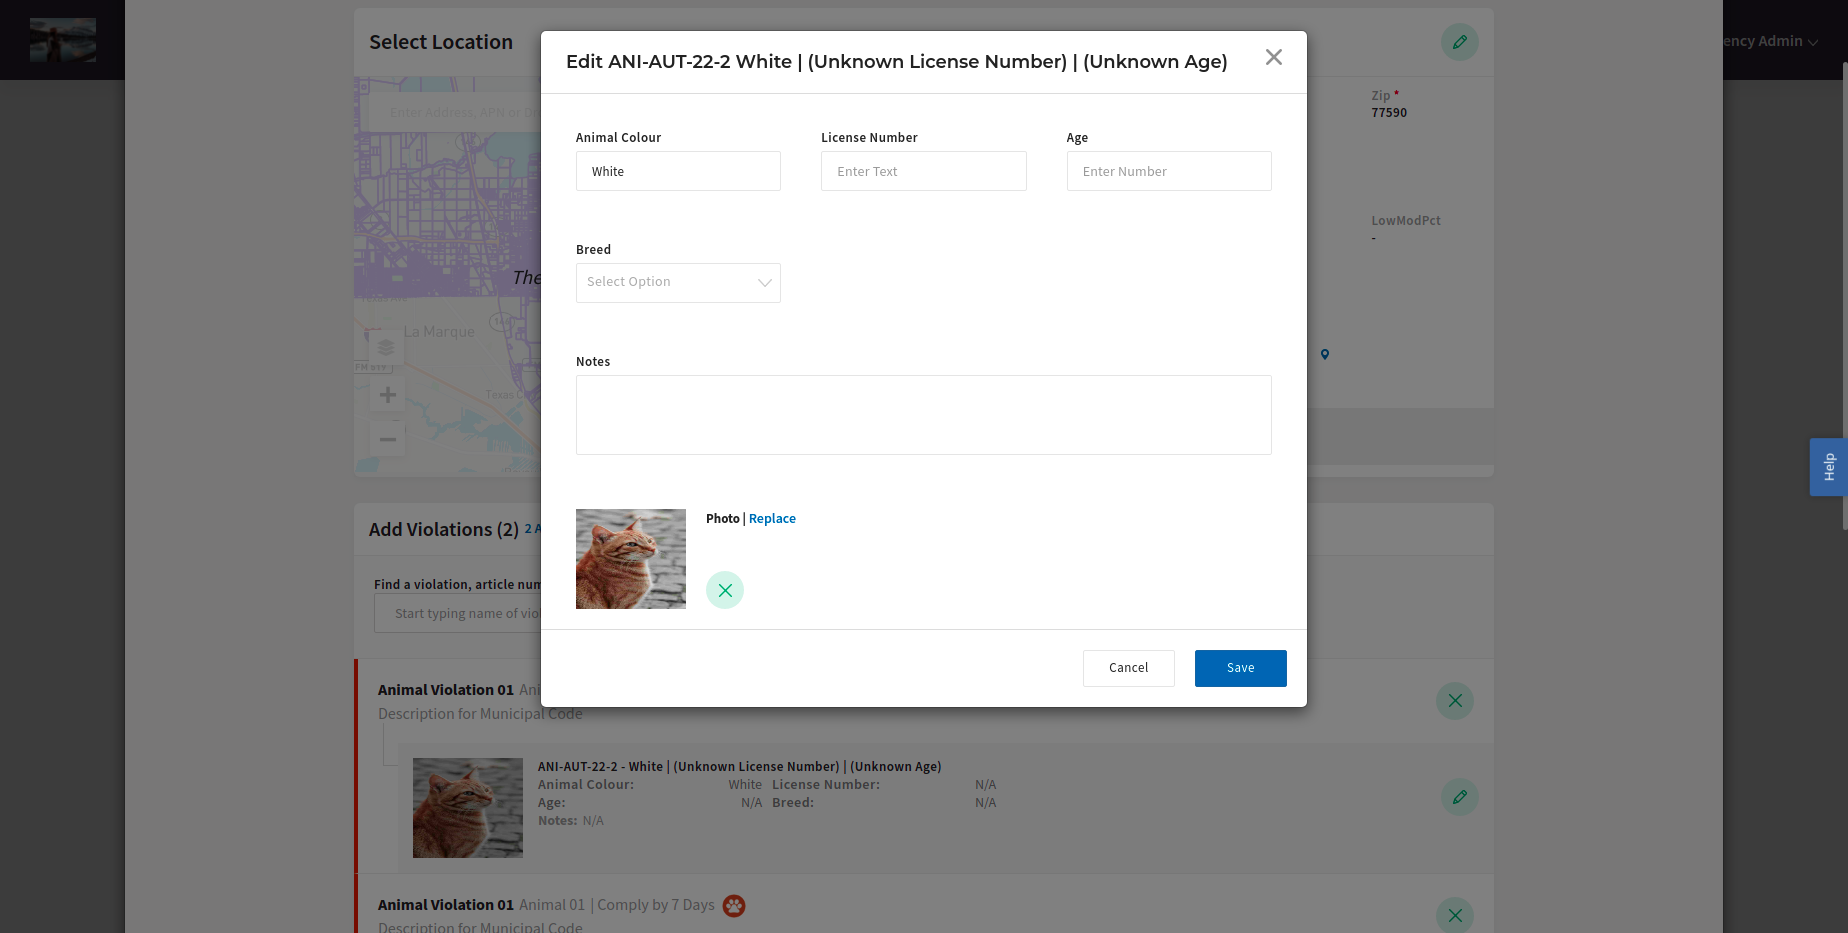 Select Location
ency Admin
Edit ANI-AUT-22-2 White | (Unknown License Number) | (Unknown Age)
Enter Address, APN or
Zip *
77590
Animal Colour
License Number
Age
White
Enter Text
Enter Number
LowModPct
-
Breed
Select Option
The
La Marque
FM 519
Notes
Texas
Help
Photo | Replace
Add Violations (2) 2 A
Find a violation, article num
Start typing name of viol
Cancel
Save
Animal Violation 01 Ani
Description for Municipal Code
ANI-AUT-22-2 - White | (Unknown License Number) | (Unknown Age)
Animal Colour: White License Number: N/A
Age: N/A Breed: N/A
Notes: N/A
Animal Violation 01 Animal 01 | Comply by 7 Days
Description for Municipal Code